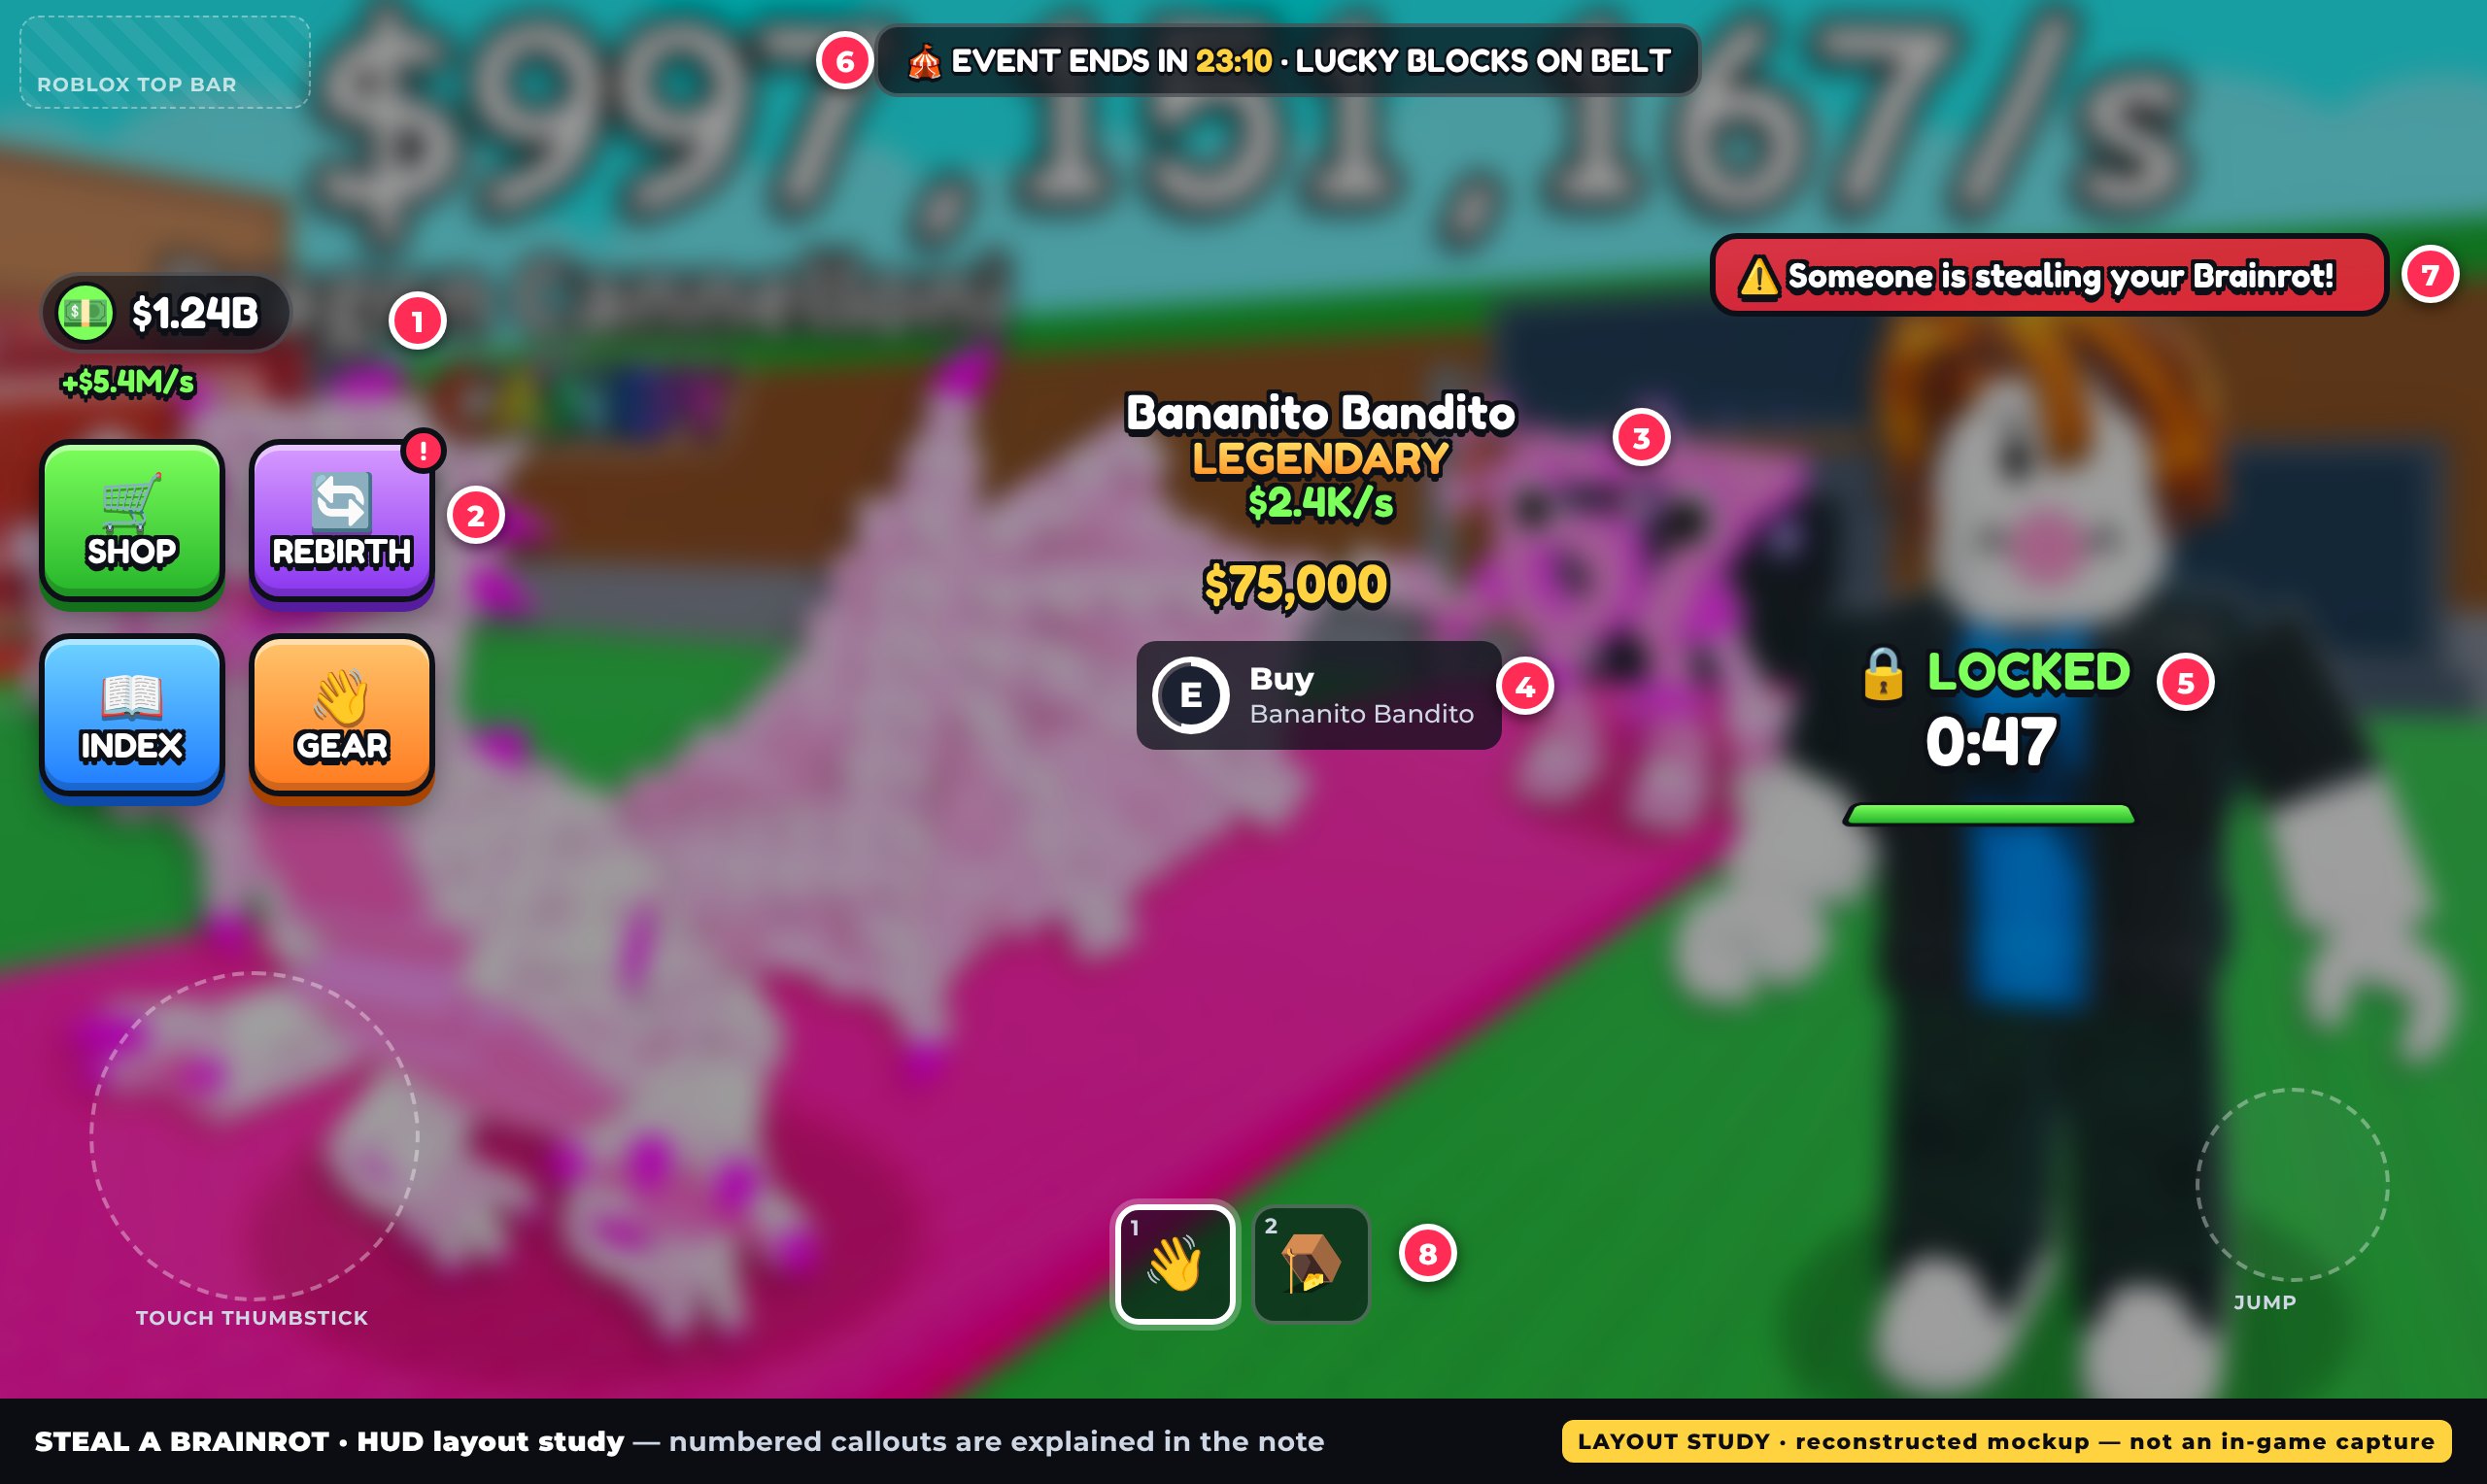 $997,151,167/s
ROBLOX TOP BAR
6
🎪 EVENT ENDS IN 23:10 · LUCKY BLOCKS ON BELT
⚠️ Someone is stealing your Brainrot!
7
$1.24B
1
+$5.4M/s
SHOP
REBIRTH
!
2
INDEX
GEAR
Bananito Bandito
3
LEGENDARY
$2.4K/s
$75,000
E
Buy
Bananito Bandito
4
🔒 LOCKED
5
0:47
1
2
8
TOUCH THUMBSTICK
JUMP
STEAL A BRAINROT · HUD layout study — numbered callouts are explained in the note
LAYOUT STUDY · reconstructed mockup — not an in-game capture